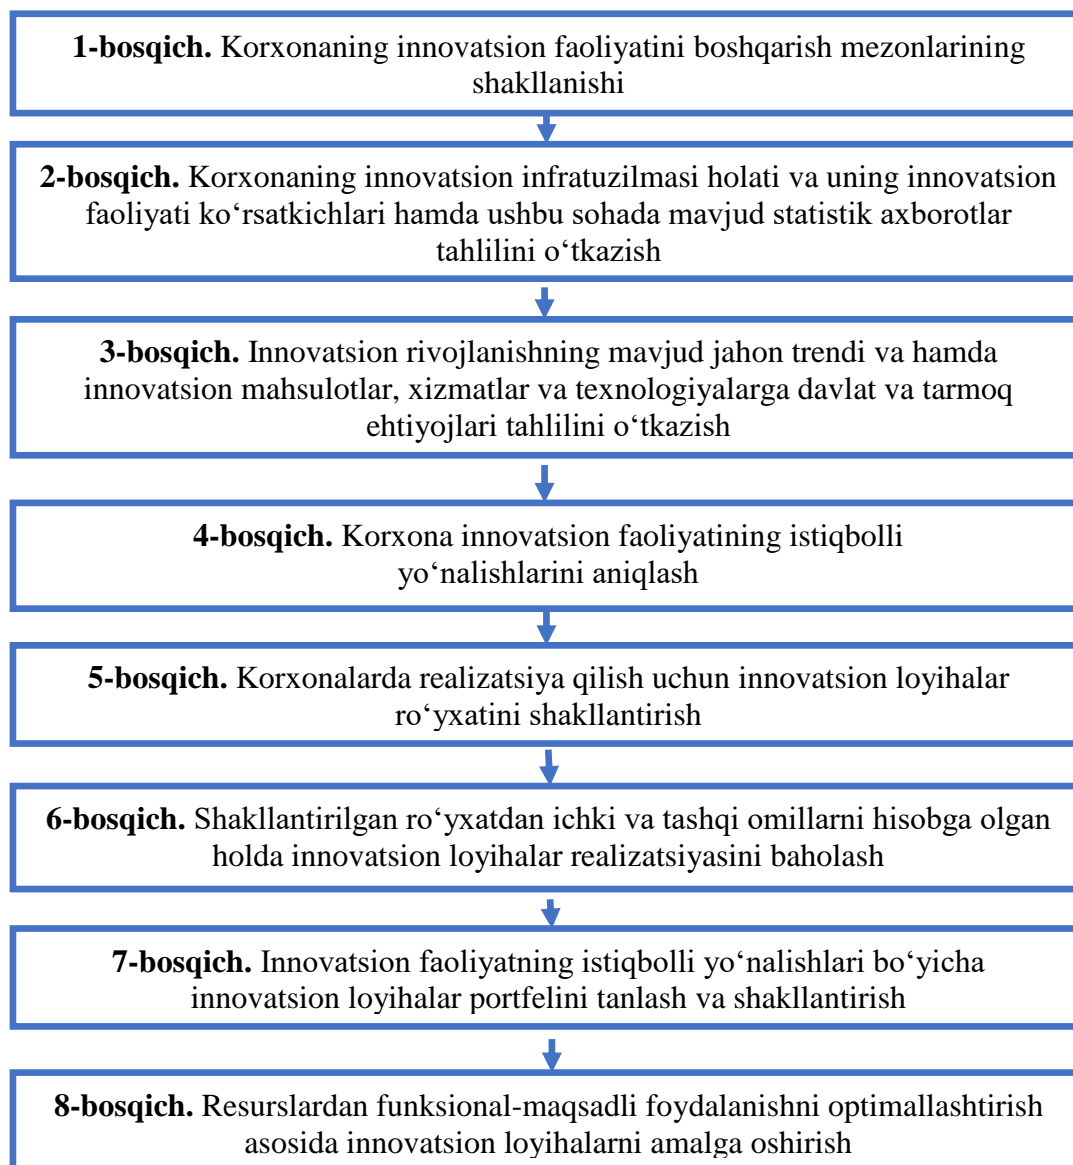 1-bosqich. Korxonaning innovatsion faoliyatini boshqarish mezonlarining
shakllanishi
2-bosqich. Korxonaning innovatsion infratuzilmasi holati va uning innovatsion
faoliyati ko‘rsatkichlari hamda ushbu sohada mavjud statistik axborotlar
tahlilini o‘tkazish
3-bosqich. Innovatsion rivojlanishning mavjud jahon trendi va hamda
innovatsion mahsulotlar, xizmatlar va texnologiyalarga davlat va tarmoq
ehtiyojlari tahlilini o‘tkazish
4-bosqich. Korxona innovatsion faoliyatining istiqbolli
yo‘nalishlarini aniqlash
5-bosqich. Korxonalarda realizatsiya qilish uchun innovatsion loyihalar
ro‘yxatini shakllantirish
6-bosqich. Shakllantirilgan ro‘yxatdan ichki va tashqi omillarni hisobga olgan
holda innovatsion loyihalar realizatsiyasini baholash
7-bosqich. Innovatsion faoliyatning istiqbolli yo‘nalishlari bo‘yicha
innovatsion loyihalar portfelini tanlash va shakllantirish
8-bosqich. Resurslardan funksional-maqsadli foydalanishni optimallashtirish
asosida innovatsion loyihalarni amalga oshirish